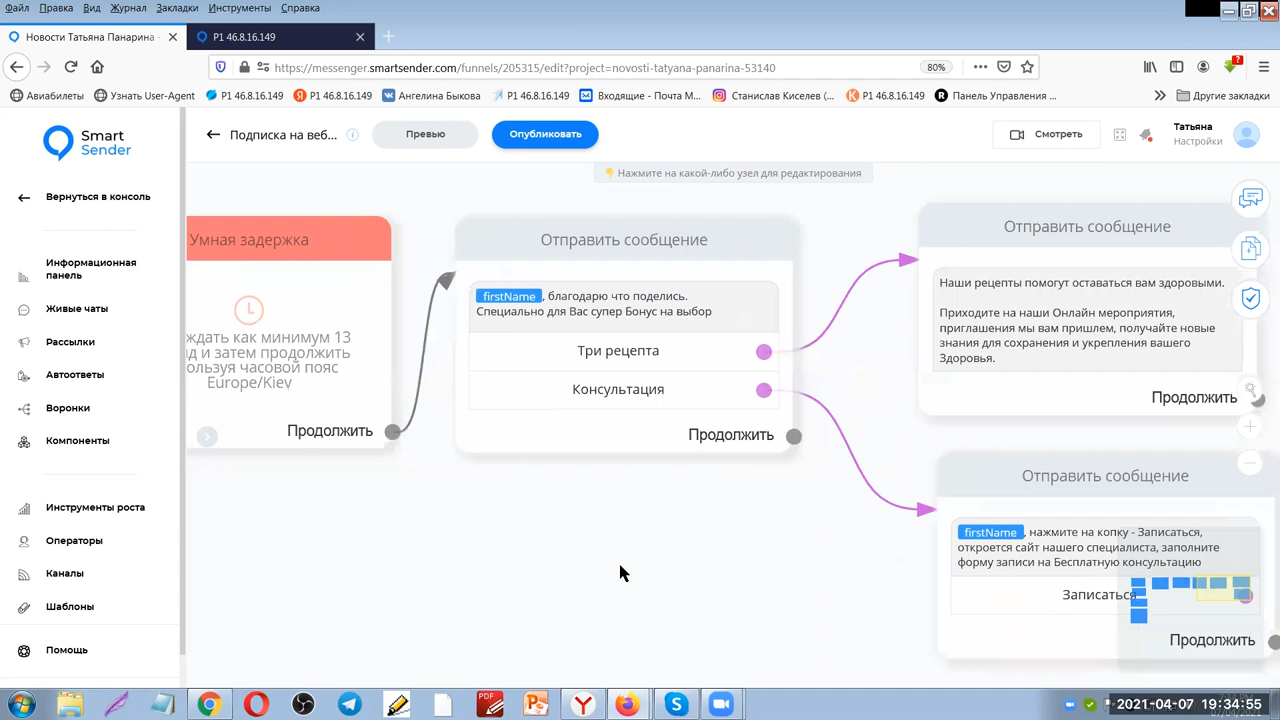 Файл Правка Вид Журнал Закладки Инструменты Справка
Новости Татьяна Панарина -
P1 46.8.16.149
https://messenger.smartsender.com/funnels/205315/edit?project=novosti-tatyana-panarina-53140
80%
Авиабилеты
Узнать User-Agent
P1 46.8.16.149
P1 46.8.16.149
Ангелина Быкова
P1 46.8.16.149
Входящие - Почта M...
Станислав Киселев (...
P1 46.8.16.149
Панель Управления ...
Другие закладки
Smart
Sender
Подписка на веб...
Превью
Опубликовать
Смотреть
Татьяна
Настройки
Нажмите на какой-либо узел для редактирования
Вернуться в консоль
Информационная
панель
Живые чаты
Рассылки
Автоответы
Воронки
Компоненты
Инструменты роста
Операторы
Каналы
Шаблоны
Помощь
Умная задержка
ждать как минимум 13
д и затем продолжить
ользуя часовой пояс
Europe/Kiev
Продолжить
Отправить сообщение
firstName , благодарю что поделись.
Специально для Вас супер Бонус на выбор
Три рецепта
Консультация
Продолжить
Отправить сообщение
Наши рецепты помогут оставаться вам здоровыми.
Приходите на наши Онлайн мероприятия,
приглашения мы вам пришлем, получайте новые
знания для сохранения и укрепления вашего
Здоровья.
Продолжить
Отправить сообщение
firstName , нажмите на копку - Записаться,
откроется сайт нашего специалиста, заполните
форму записи на Бесплатную консультацию
Записаться
Продолжить
PDF
2021-04-07 19:34:55